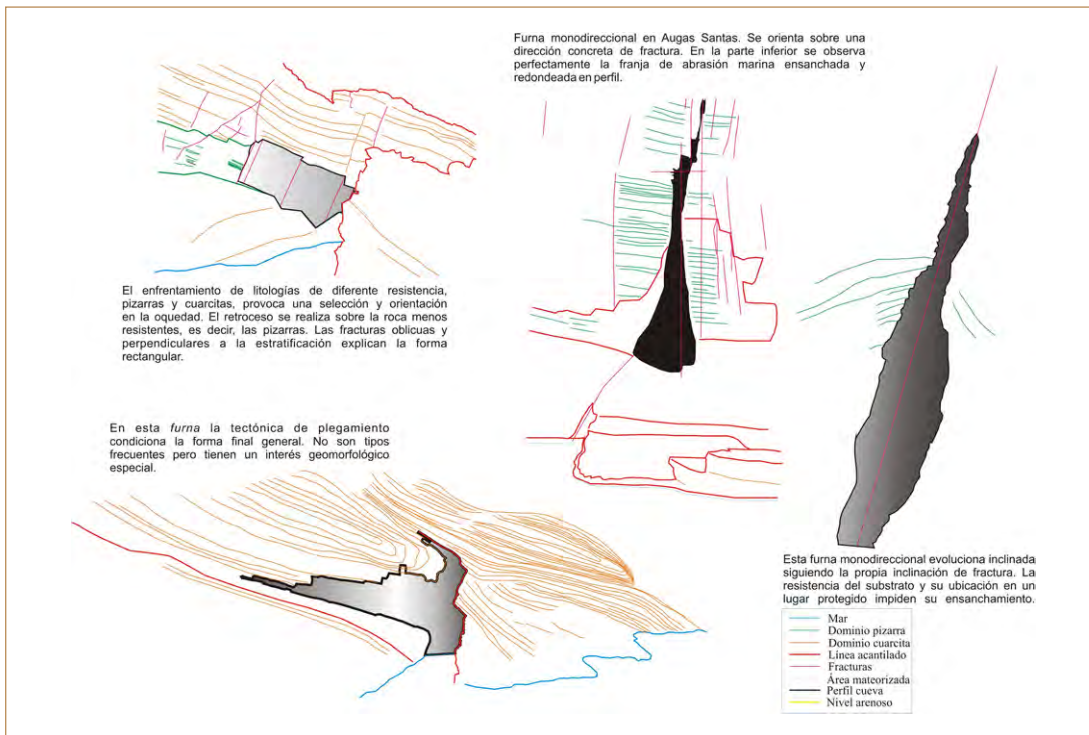 Furna monodireccional en Augas Santas. Se orienta sobre una
dirección concreta de fractura. En la parte inferior se observa
perfectamente la franja de abrasión marina ensanchada y
redondeada en perfil.
El enfrentamiento de litologías de diferente resistencia,
pizarras y cuarcitas, provoca una selección y orientación
en la oquedad. El retroceso se realiza sobre la roca menos
resistentes, es decir, las pizarras. Las fracturas oblicuas y
perpendiculares a la estratificación explican la forma
rectangular.
En esta furna la tectónica de plegamiento
condiciona la forma final general. No son tipos
frecuentes pero tienen un interés geomorfológico
especial.
Esta furna monodireccional evoluciona inclinada
siguiendo la propia inclinación de fractura. La
resistencia del substrato y su ubicación en un
lugar protegido impiden su ensanchamiento.
Mar
Dominio pizarra
Dominio cuarcita
Línea acantilado
Fracturas
Área mateorizada
Perfil cueva
Nivel arenoso